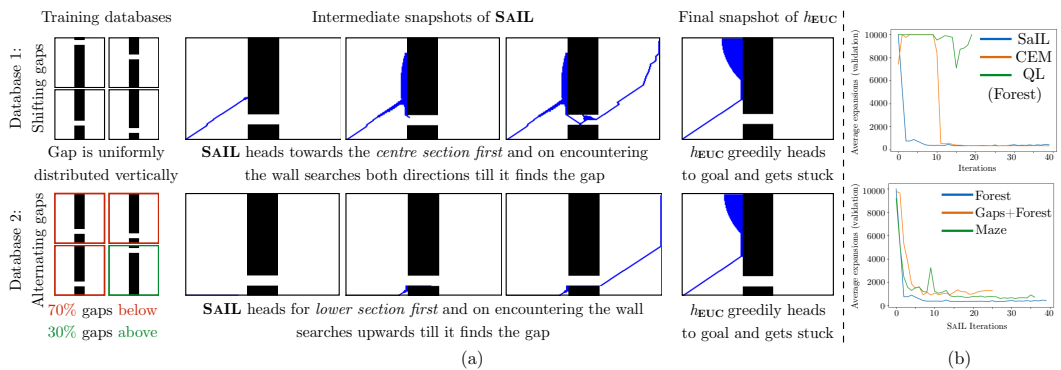 Training databases
Intermediate snapshots of SAIL
Final snapshot of hEUC
Database 1:
Shifting gaps
Gap is uniformly
distributed vertically
SAIL heads towards the centre section first and on encountering
the wall searches both directions till it finds the gap
hEUC greedily heads
to goal and gets stuck
Database 2:
Alternating gaps
70% gaps below
30% gaps above
SAIL heads for lower section first and on encountering the wall
searches upwards till it finds the gap
hEUC greedily heads
to goal and gets stuck
(a)
Average expansions (validation)
10000
8000
6000
4000
2000
0
0 10 20 30 40
Iterations
SaIL
CEM
QL
(Forest)
Average expansions (validation)
10000
8000
6000
4000
2000
0
0 10 20 30 40
SAIL Iterations
Forest
Gaps+Forest
Maze
(b)